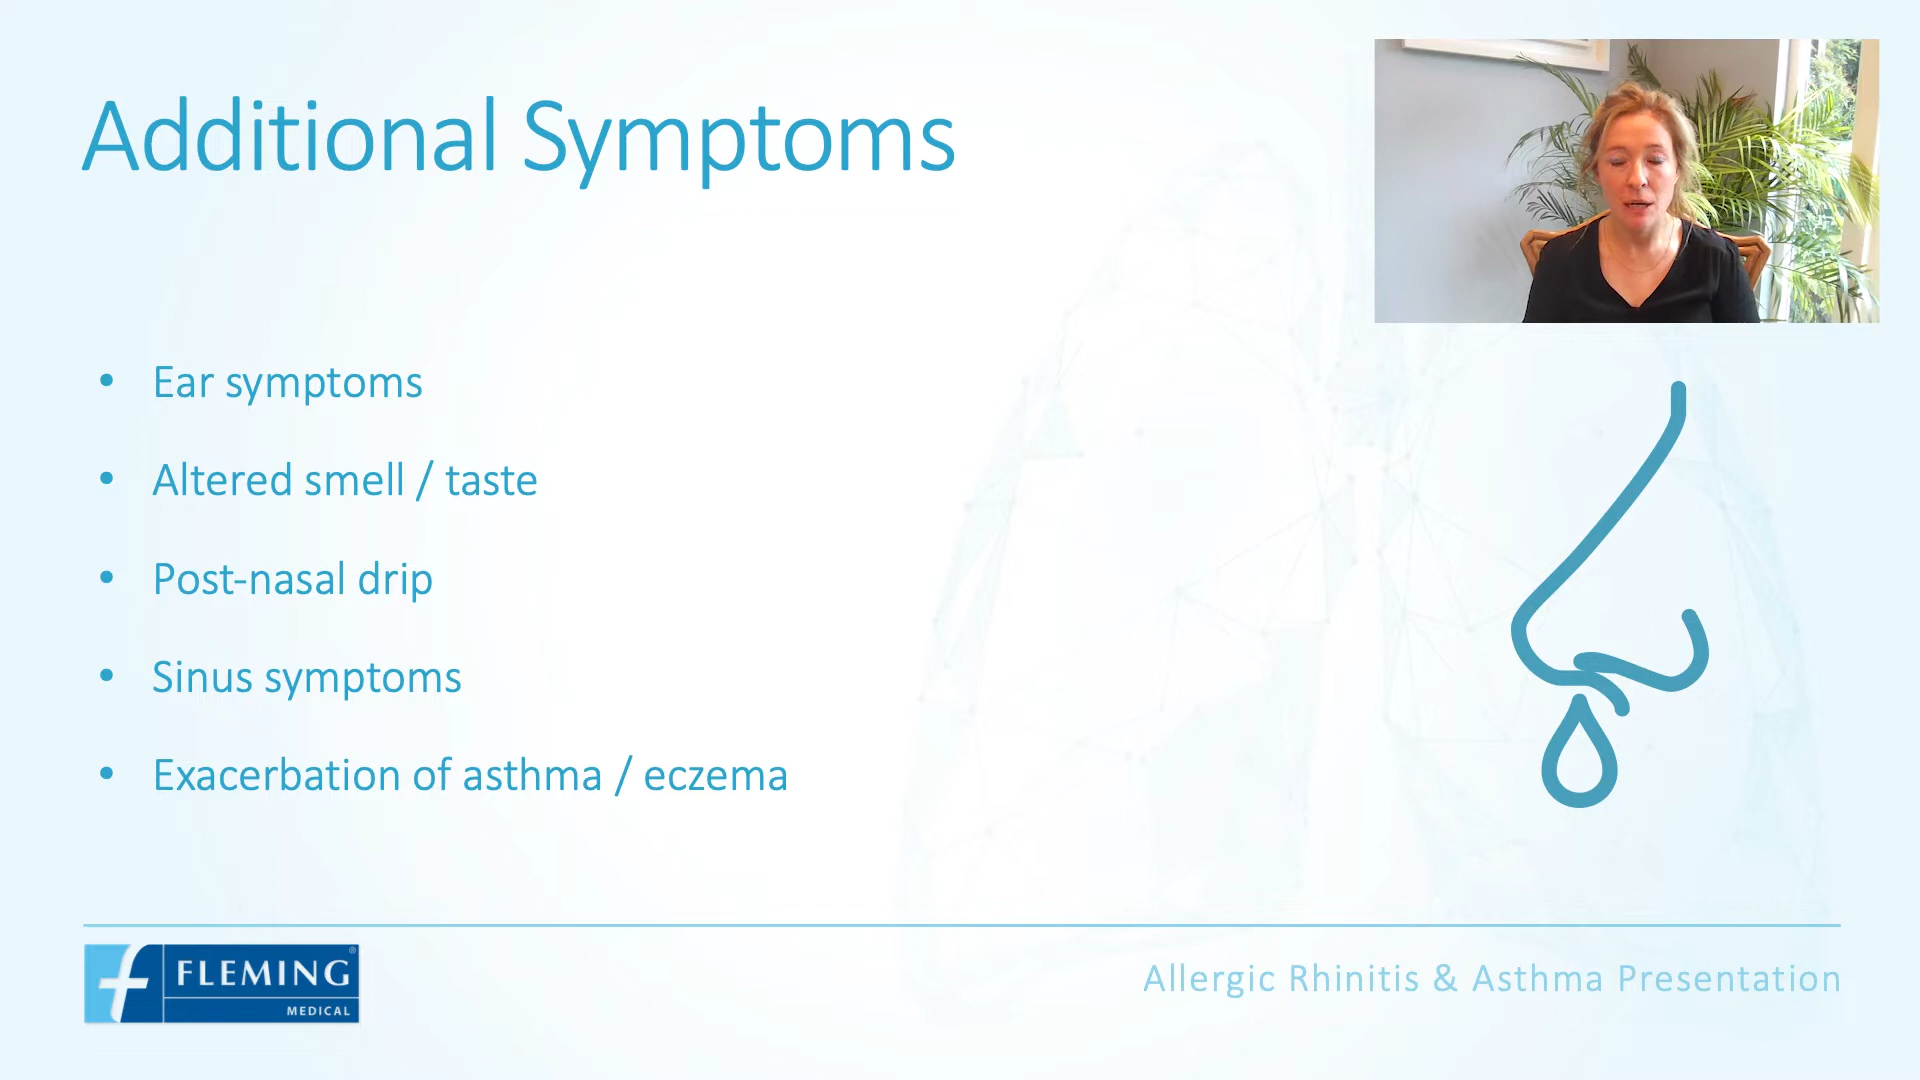 Additional Symptoms
• Ear symptoms
• Altered smell / taste
• Post-nasal drip
• Sinus symptoms
• Exacerbation of asthma / eczema
FLEMING®
MEDICAL
Allergic Rhinitis & Asthma Presentation